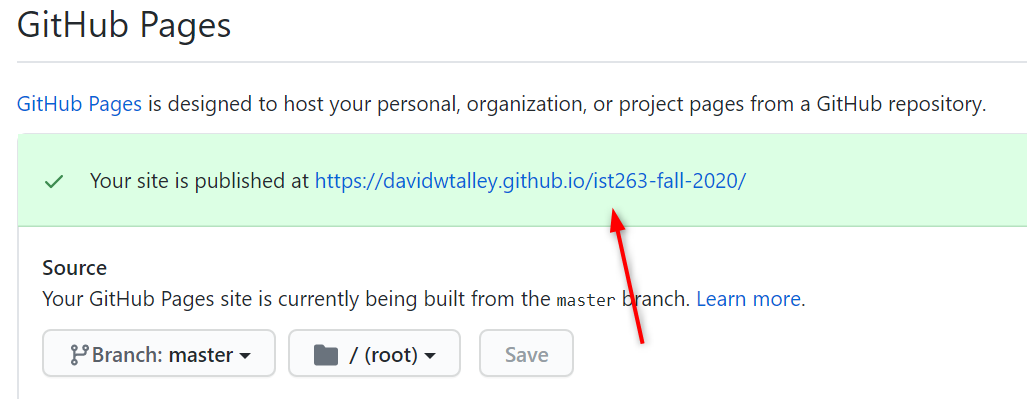 GitHub Pages
GitHub Pages is designed to host your personal, organization, or project pages from a GitHub repository.
Your site is published at https://davidwtalley.github.io/ist263-fall-2020/
Source
Your GitHub Pages site is currently being built from the master branch. Learn more.
Branch: master / (root) Save